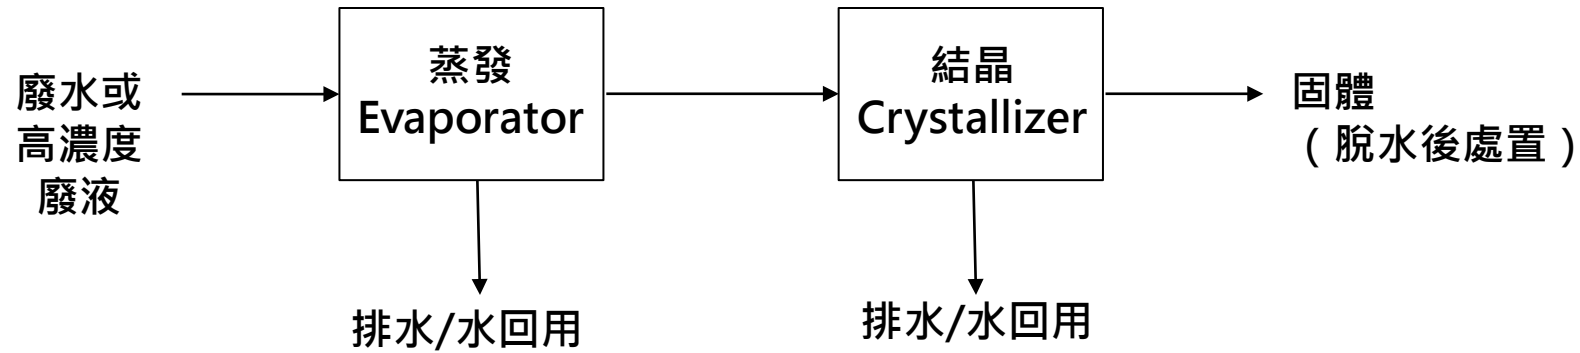 廢水或
高濃度
廢液
蒸發
Evaporator
排水/水回用
結晶
Crystallizer
排水/水回用
固體
（脫水後處置）